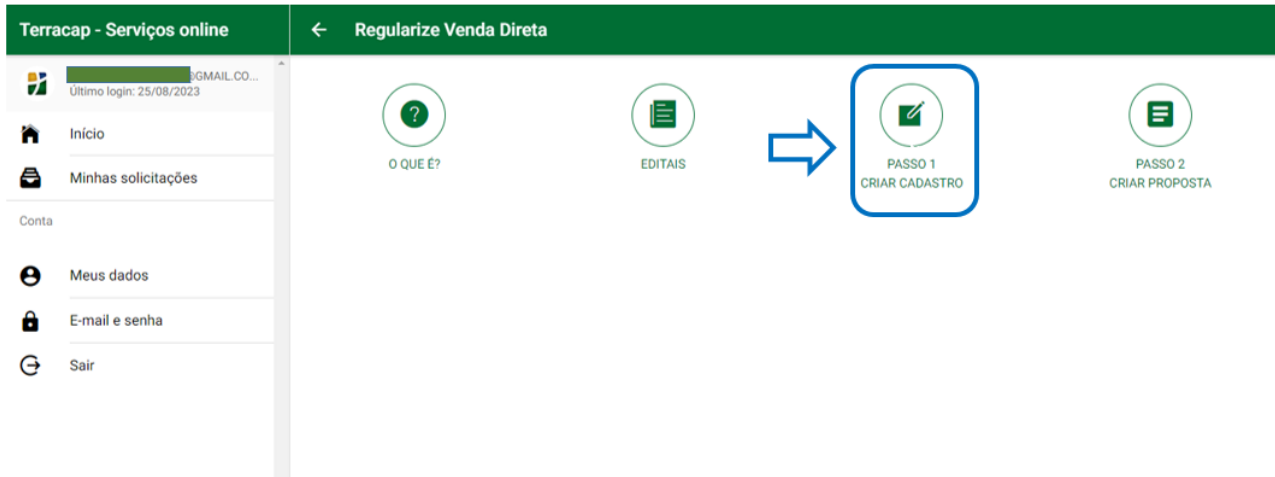 Terracap - Serviços online
← Regularize Venda Direta
@GMAIL.CO...
Último login: 25/08/2023
Início
Minhas solicitações
Conta
Meus dados
E-mail e senha
Sair
?
O QUE É?
EDITAIS
PASSO 1
CRIAR CADASTRO
PASSO 2
CRIAR PROPOSTA